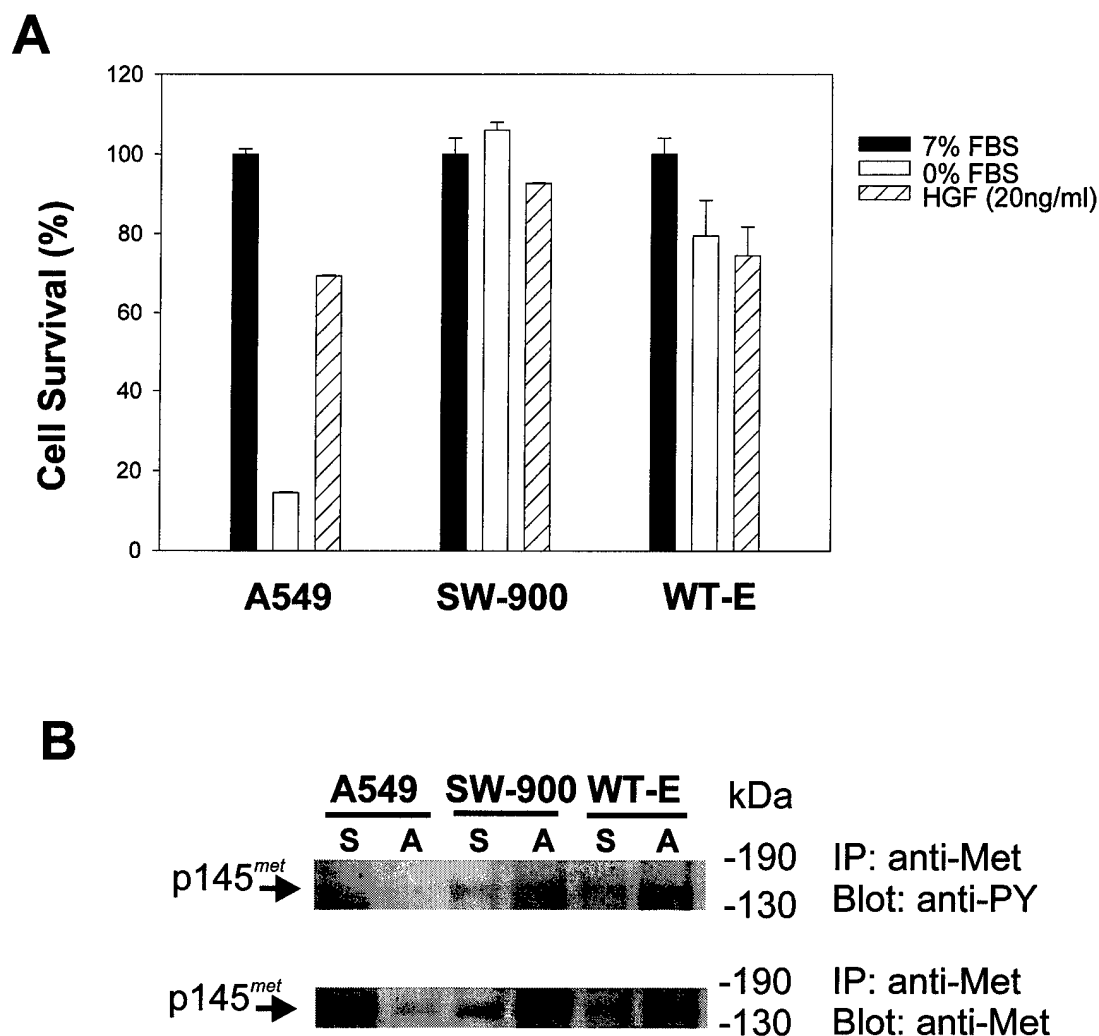 A
120
100
80
60
40
20
0
Cell Survival (%)
7% FBS
0% FBS
HGF (20ng/ml)
A549 SW-900 WT-E
B
A549 SW-900 WT-E kDa
S A S A S A
p145met
-190 IP: anti-Met
-130 Blot: anti-PY
p145met
-190 IP: anti-Met
-130 Blot: anti-Met